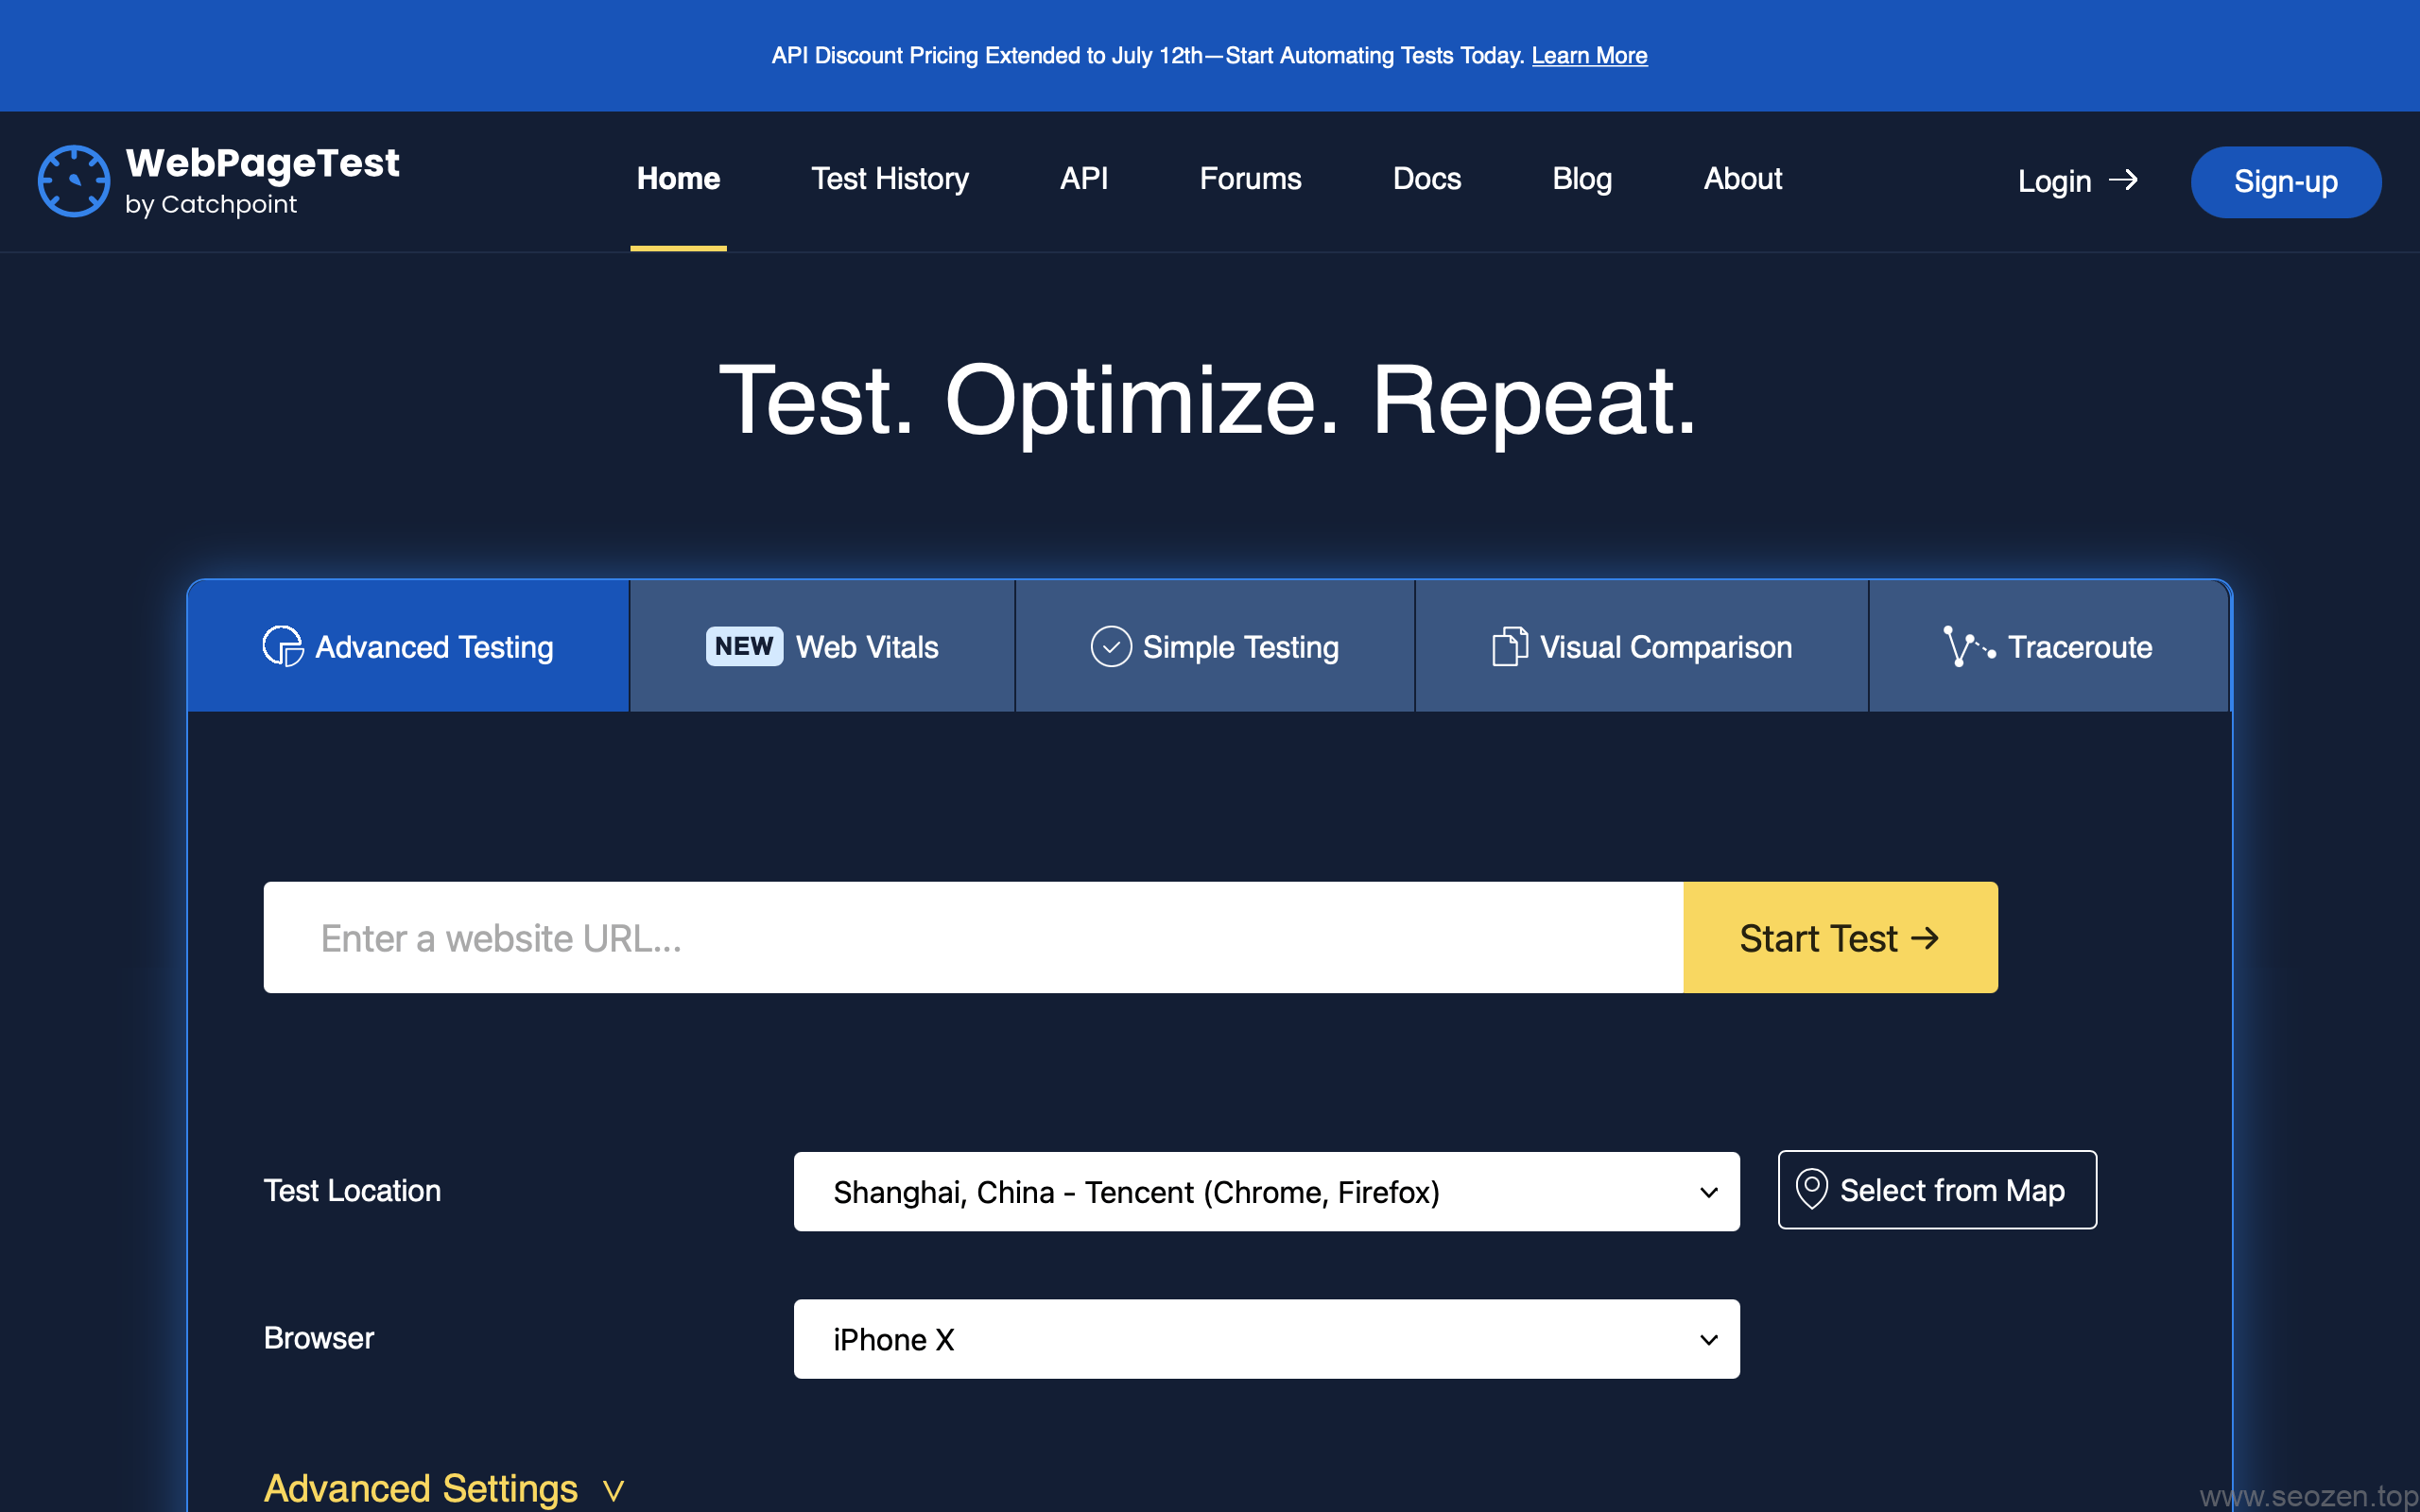 API Discount Pricing Extended to July 12th—Start Automating Tests Today. Learn More
WebPageTest
by Catchpoint
Home
Test History
API
Forums
Docs
Blog
About
Login
Sign-up
Test. Optimize. Repeat.
Advanced Testing
NEW Web Vitals
Simple Testing
Visual Comparison
Traceroute
Enter a website URL...
Start Test
Test Location
Shanghai, China - Tencent (Chrome, Firefox)
Select from Map
Browser
iPhone X
Advanced Settings
www.seozen.top